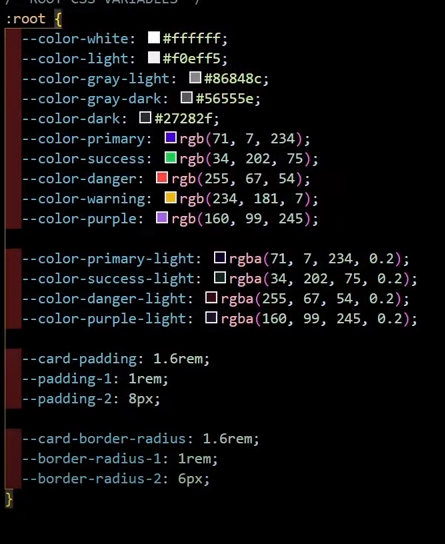 /* ROOT CSS VARIABLES */
:root {
--color-white: #ffffff;
--color-light: #f0eff5;
--color-gray-light: #86848c;
--color-gray-dark: #56555e;
--color-dark: #27282f;
--color-primary: rgb(71, 7, 234);
--color-success: rgb(34, 202, 75);
--color-danger: rgb(255, 67, 54);
--color-warning: rgb(234, 181, 7);
--color-purple: rgb(160, 99, 245);
--color-primary-light: rgba(71, 7, 234, 0.2);
--color-success-light: rgba(34, 202, 75, 0.2);
--color-danger-light: rgba(255, 67, 54, 0.2);
--color-purple-light: rgba(160, 99, 245, 0.2);
--card-padding: 1.6rem;
--padding-1: 1rem;
--padding-2: 8px;
--card-border-radius: 1.6rem;
--border-radius-1: 1rem;
--border-radius-2: 6px;
}